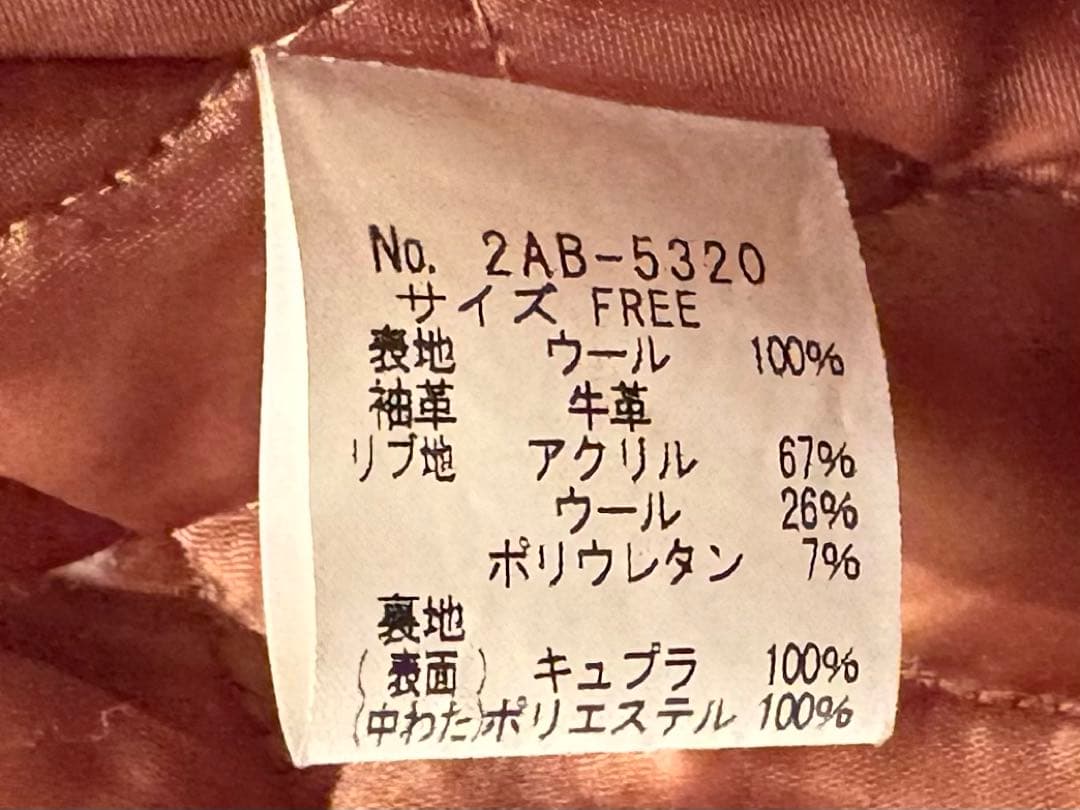 No. 2AB-5320
サイズ FREE
表地 ウール 100%
袖革 牛革
リブ地 アクリル 67%
ウール 26%
ポリウレタン 7%
裏地
(表面) キュプラ 100%
(中わた)ポリエステル 100%